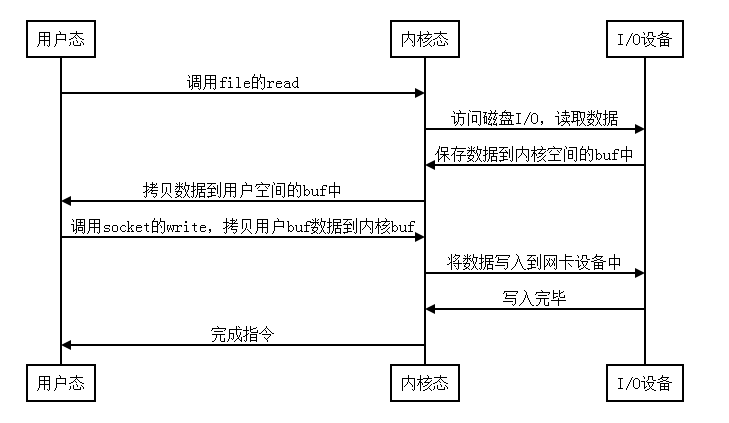 用户态
内核态
I/O设备
调用file的read
访问磁盘I/O，读取数据
保存数据到内核空间的buf中
拷贝数据到用户空间的buf中
调用socket的write，拷贝用户buf数据到内核buf
将数据写入到网卡设备中
写入完毕
完成指令
用户态
内核态
I/O设备